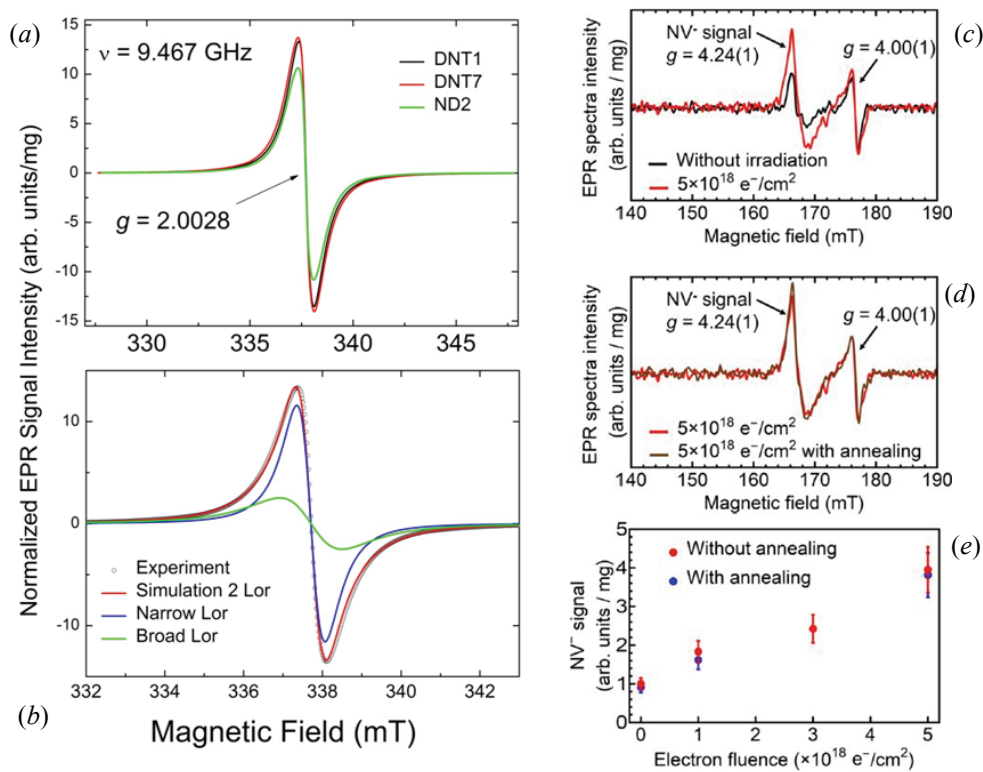 (a)
ν = 9.467 GHz
DNT1
DNT7
ND2
g = 2.0028
15
10
5
0
-5
-10
-15
330
335
340
345
Normalized EPR Signal Intensity (arb. units/mg)
10
0
-10
Experiment
Simulation 2 Lor
Narrow Lor
Broad Lor
332
334
336
338
340
342
(b)
Magnetic Field (mT)
(c)
NV⁻ signal
g = 4.24(1)
g = 4.00(1)
EPR spectra intensity
(arb. units / mg)
Without irradiation
5×10¹⁸ e⁻/cm²
140
150
160
170
180
190
Magnetic field (mT)
(d)
NV⁻ signal
g = 4.24(1)
g = 4.00(1)
EPR spectra intensity
(arb. units / mg)
5×10¹⁸ e⁻/cm²
5×10¹⁸ e⁻/cm² with annealing
140
150
160
170
180
190
Magnetic field (mT)
(e)
Without annealing
With annealing
NV⁻ signal
(arb. units / mg)
5
4
3
2
1
0
1
2
3
4
5
Electron fluence (×10¹⁸ e⁻/cm²)